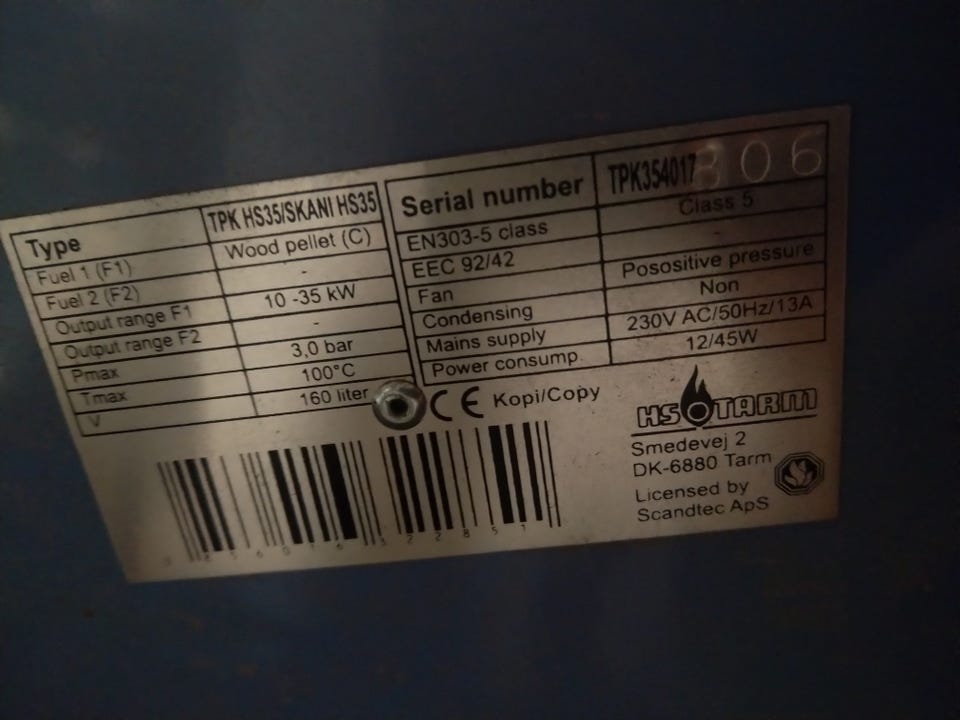 Type TPK HS35/SKANI HS35
Fuel 1 (F1) Wood pellet (C)
Fuel 2 (F2) -
Output range F1 10 -35 kW
Output range F2 -
Pmax 3,0 bar
Tmax 100°C
V 160 liter
Serial number TPK354017 806
EN303-5 class Class 5
EEC 92/42
Fan Posositive pressure
Condensing Non
Mains supply 230V AC/50Hz/13A
Power consump. 12/45W
CE Kopi/Copy
HS TARM
Smedevej 2
DK-6880 Tarm
Licensed by
Scandtec ApS